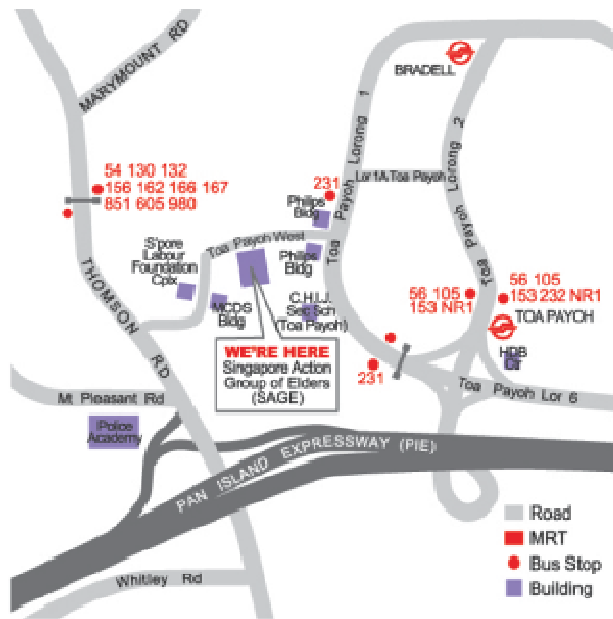 MARYMOUNT RD
BRADELL
Toa Payoh Lorong 1
Toa Payoh Lorong 2
Lor 1A Toa Payoh
54 130 132
156 162 166 167
851 605 980
231
Philips
Bldg
Toa Payoh West
S'pore
Labour
Foundation
Cplx
Philips
Bldg
MCDS
Bldg
C.H.I.J.
Sec Sch
(Toa Payoh)
THOMSON RD
56 105
153 NR1
56 105
153 232 NR1
TOA PAYOH
HDB
Ctr
WE'RE HERE
Singapore Action
Group of Elders
(SAGE)
231
Toa Payoh Lor 6
Mt Pleasant Rd
Police
Academy
PAN ISLAND EXPRESSWAY (PIE)
Whitley Rd
Road
MRT
Bus Stop
Building